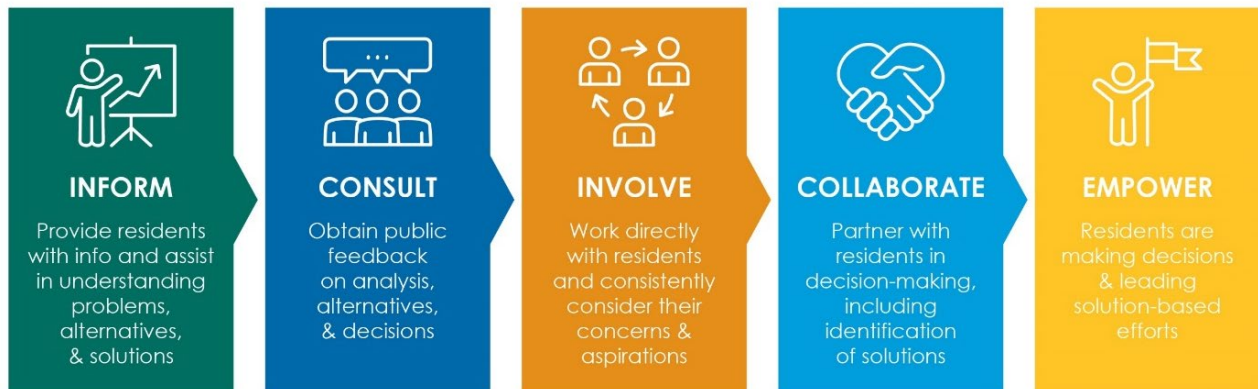 INFORM
Provide residents
with info and assist
in understanding
problems,
alternatives,
& solutions
...
CONSULT
Obtain public
feedback
on analysis,
alternatives,
& decisions
INVOLVE
Work directly
with residents
and consistently
consider their
concerns &
aspirations
COLLABORATE
Partner with
residents in
decision-making,
including
identification
of solutions
EMPOWER
Residents are
making decisions
& leading
solution-based
efforts